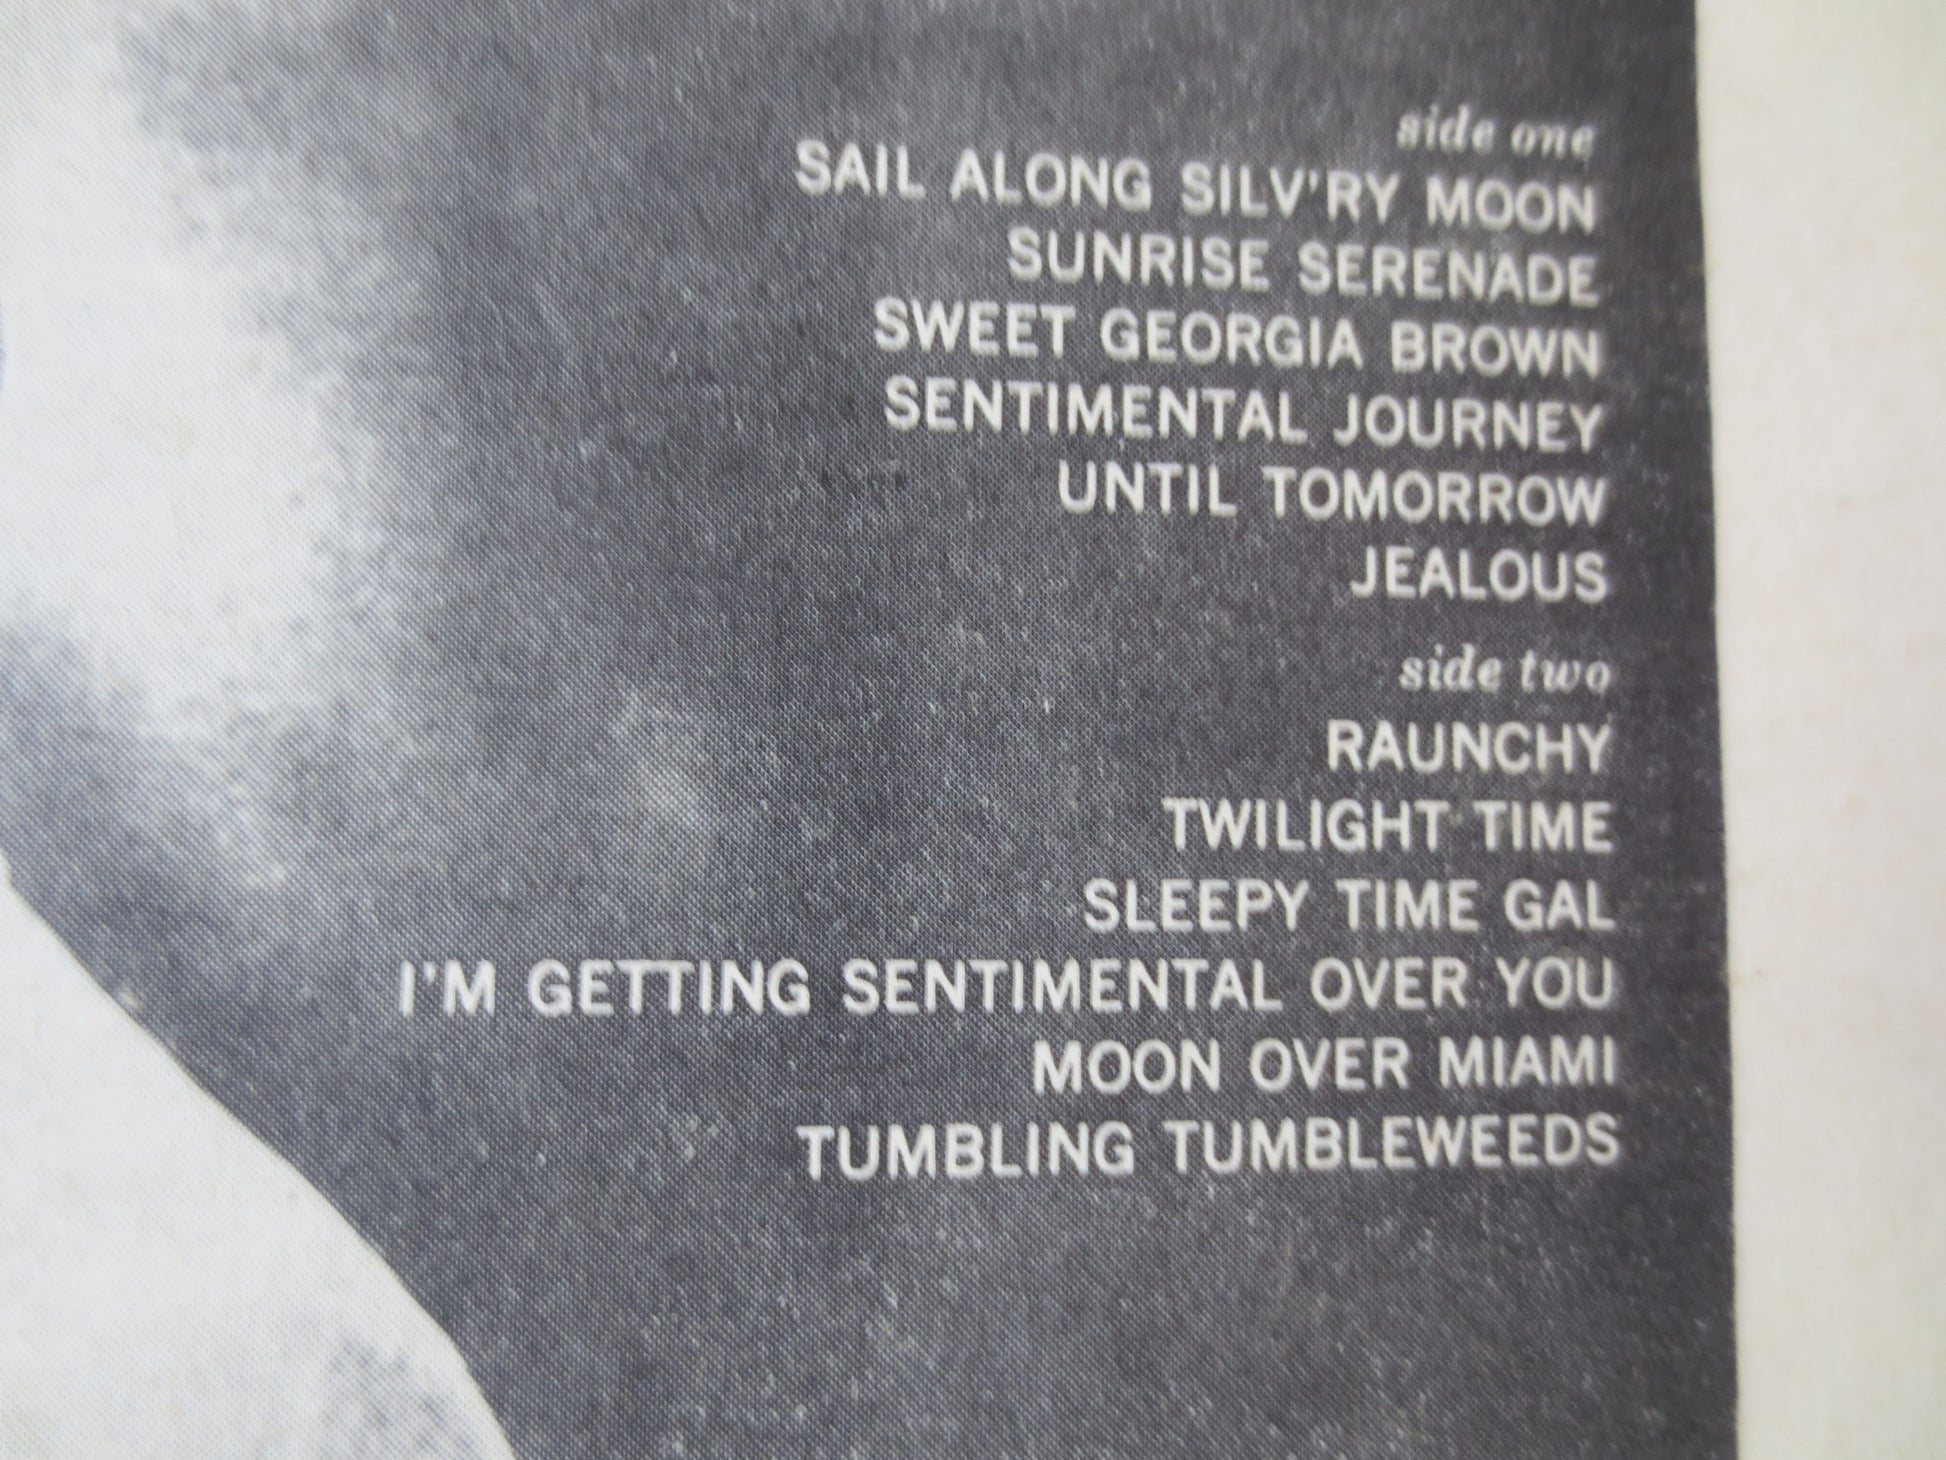 side one
SAIL ALONG SILV'RY MOON
SUNRISE SERENADE
SWEET GEORGIA BROWN
SENTIMENTAL JOURNEY
UNTIL TOMORROW
JEALOUS
side two
RAUNCHY
TWILIGHT TIME
SLEEPY TIME GAL
I'M GETTING SENTIMENTAL OVER YOU
MOON OVER MIAMI
TUMBLING TUMBLEWEEDS